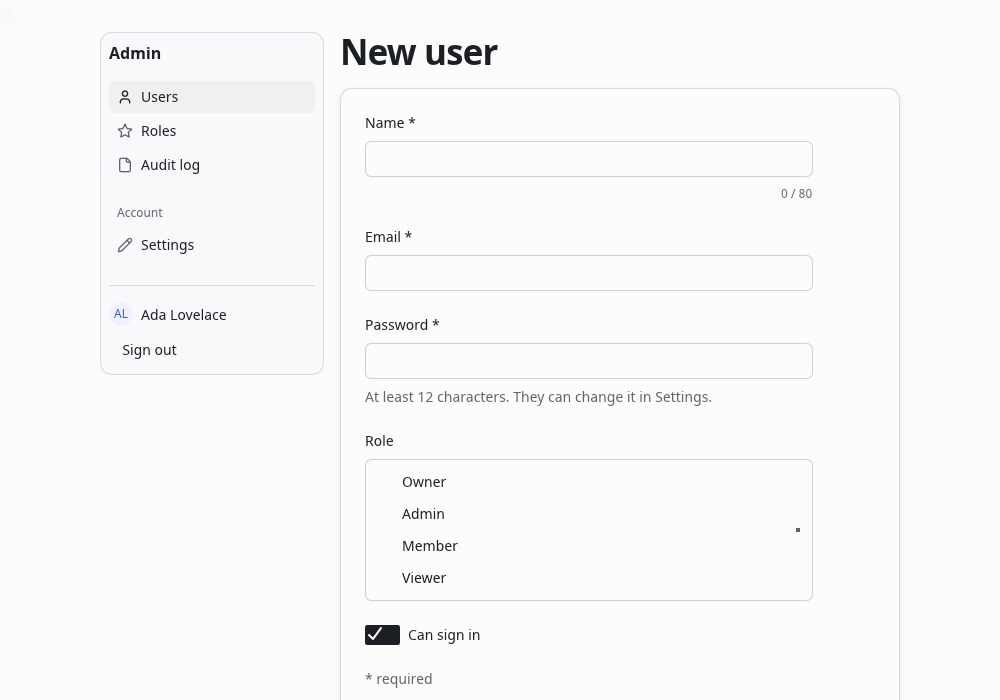 Admin
Users
Roles
Audit log
Account
Settings
AL Ada Lovelace
Sign out
New user
Name *
0 / 80
Email *
Password *
At least 12 characters. They can change it in Settings.
Role
Owner
Admin
Member
Viewer
Can sign in
* required